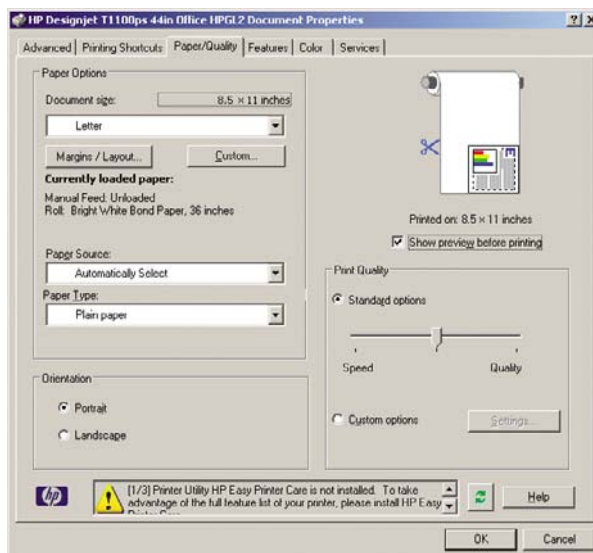 HP Designjet T1100ps 44in Office HPGL2 Document Properties
Advanced Printing Shortcuts Paper/Quality Features Color Services
Paper Options
Document size: 8.5 × 11 inches
Letter
Margins / Layout... Custom...
Currently loaded paper:
Manual Feed: Unloaded
Roll: Bright White Bond Paper, 36 inches
Paper Source:
Automatically Select
Paper Type:
Plain paper
Orientation
Portrait
Landscape
Printed on: 8.5 × 11 inches
Show preview before printing
Print Quality
Standard options
Speed Quality
Custom options Settings...
hp
[1/3] Printer Utility HP Easy Printer Care is not installed. To take
advantage of the full feature list of your printer, please install HP Easy
Printer Care
Help
OK Cancel